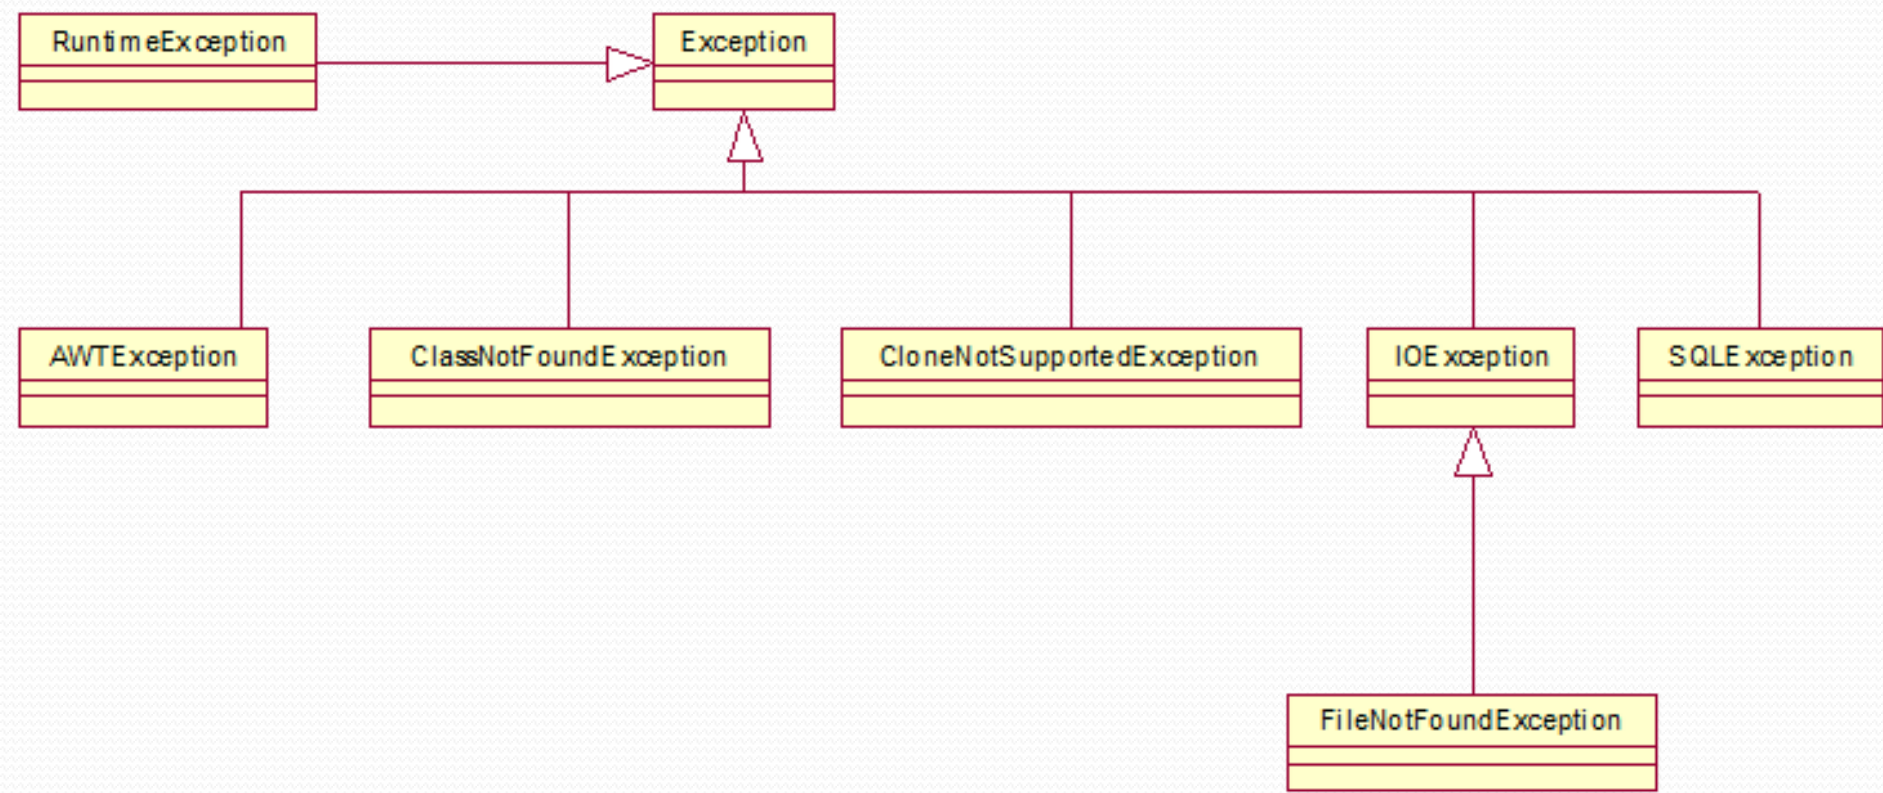 RuntimeException
Exception
AWTException
ClassNotFoundException
CloneNotSupportedException
IOException
SQLException
FileNotFoundException